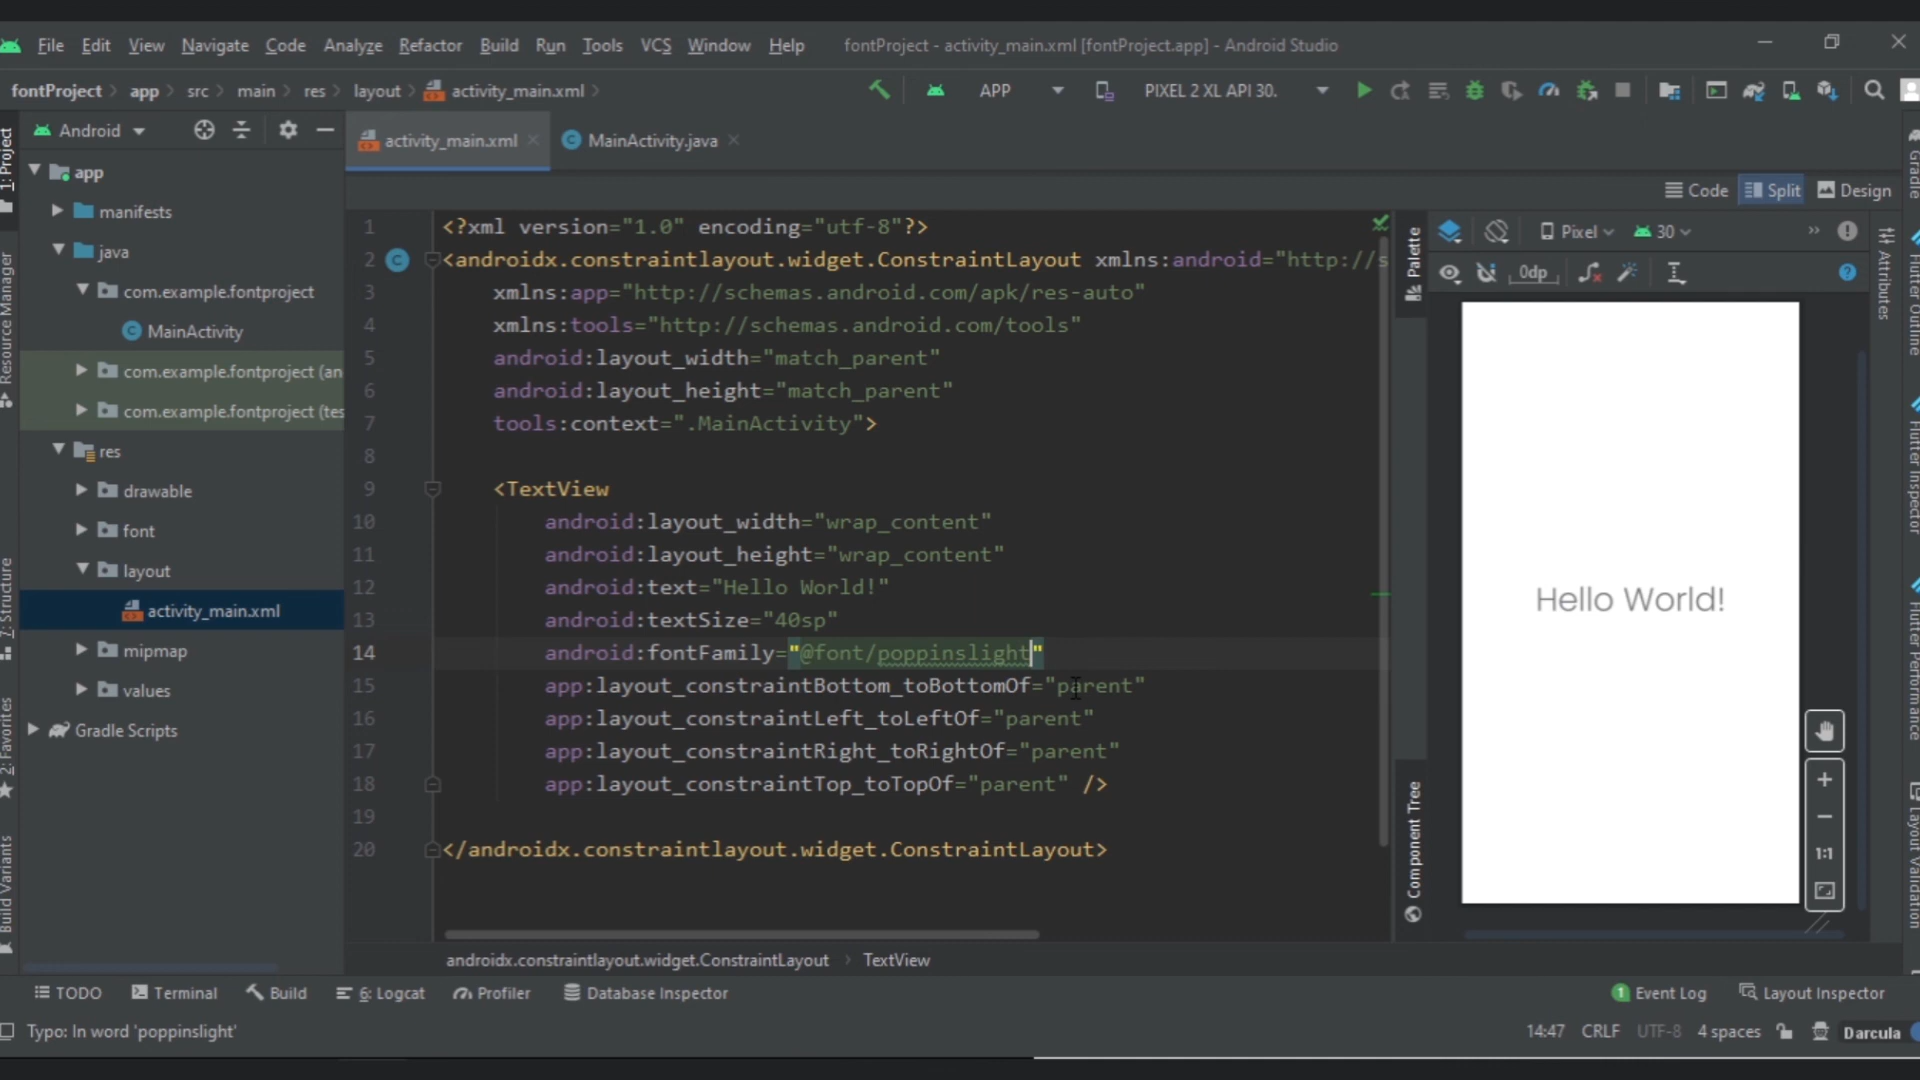 File Edit View Navigate Code Analyze Refactor Build Run Tools VCS Window Help fontProject - activity_main.xml [fontProject.app] - Android Studio
fontProject app src main res layout activity_main.xml APP PIXEL 2 XL API 30.
Android
activity_main.xml MainActivity.java
Code Split Design
1: Project
Resource Manager
7: Structure
2: Favorites
Build Variants
app
manifests
java
com.example.fontproject
MainActivity
com.example.fontproject (an
com.example.fontproject (tes
res
drawable
font
layout
activity_main.xml
mipmap
values
Gradle Scripts
1 <?xml version="1.0" encoding="utf-8"?>
2 <androidx.constraintlayout.widget.ConstraintLayout xmlns:android="http://s
3 xmlns:app="http://schemas.android.com/apk/res-auto"
4 xmlns:tools="http://schemas.android.com/tools"
5 android:layout_width="match_parent"
6 android:layout_height="match_parent"
7 tools:context=".MainActivity">
8
9 <TextView
10 android:layout_width="wrap_content"
11 android:layout_height="wrap_content"
12 android:text="Hello World!"
13 android:textSize="40sp"
14 android:fontFamily="@font/poppinslight"
15 app:layout_constraintBottom_toBottomOf="parent"
16 app:layout_constraintLeft_toLeftOf="parent"
17 app:layout_constraintRight_toRightOf="parent"
18 app:layout_constraintTop_toTopOf="parent" />
19
20 </androidx.constraintlayout.widget.ConstraintLayout>
androidx.constraintlayout.widget.ConstraintLayout TextView
Palette
Component Tree
Pixel 30
0dp
Hello World!
1:1
Attributes
Gradle
Flutter Outline
Flutter Inspector
Flutter Performance
Layout Validation
TODO Terminal Build 6: Logcat Profiler Database Inspector 1 Event Log Layout Inspector
Typo: In word 'poppinslight' 14:47 CRLF UTF-8 4 spaces Darcula